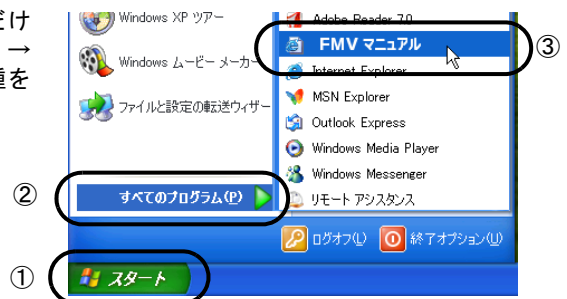 だけ
→
重を
Windows XP ツアー
Windows ムービー メーカー
ファイルと設定の転送ウィザー
すべてのプログラム(P)
Adobe Reader 7.0
FMV マニュアル
Internet Explorer
MSN Explorer
Outlook Express
Windows Media Player
Windows Messenger
リモート アシスタンス
ログオフ(L)
終了オプション(U)
スタート
①
②
③